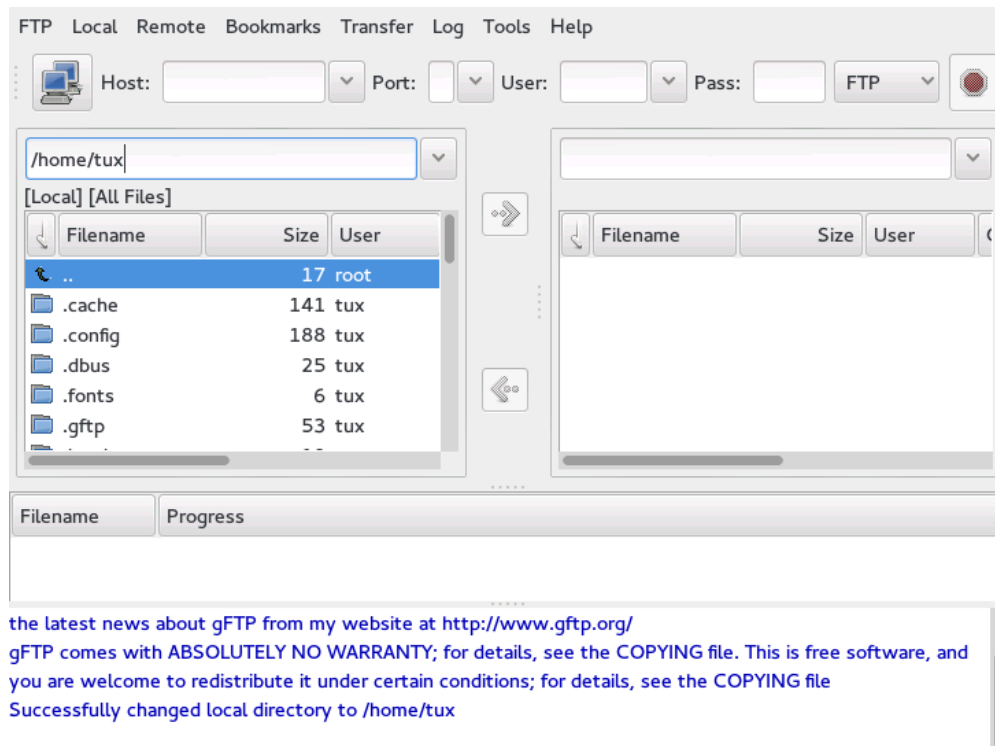 FTP Local Remote Bookmarks Transfer Log Tools Help
Host: Port: User: Pass: FTP
/home/tux
[Local] [All Files]
Filename Size User
.. 17 root
.cache 141 tux
.config 188 tux
.dbus 25 tux
.fonts 6 tux
.gftp 53 tux
Filename Size User
Filename Progress
the latest news about gFTP from my website at http://www.gftp.org/
gFTP comes with ABSOLUTELY NO WARRANTY; for details, see the COPYING file. This is free software, and
you are welcome to redistribute it under certain conditions; for details, see the COPYING file
Successfully changed local directory to /home/tux